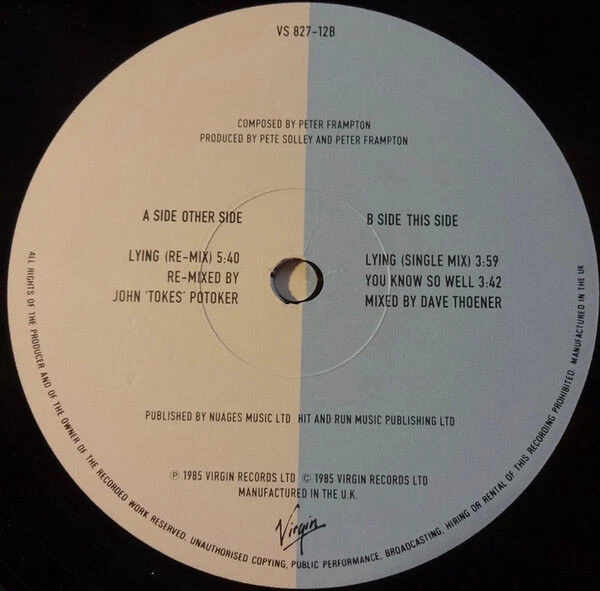 VS 827-12B
COMPOSED BY PETER FRAMPTON
PRODUCED BY PETE SOLLEY AND PETER FRAMPTON
A SIDE OTHER SIDE
LYING (RE-MIX) 5:40
RE-MIXED BY
JOHN 'TOKES' POTOKER
B SIDE THIS SIDE
LYING (SINGLE MIX) 3:59
YOU KNOW SO WELL 3:42
MIXED BY DAVE THOENER
PUBLISHED BY NUAGES MUSIC LTD HIT AND RUN MUSIC PUBLISHING LTD
℗ 1985 VIRGIN RECORDS LTD © 1985 VIRGIN RECORDS LTD
MANUFACTURED IN THE U.K.
Virgin
ALL RIGHTS OF THE PRODUCER AND OF THE OWNER OF THE RECORDED WORK RESERVED, UNAUTHORISED COPYING, PUBLIC PERFORMANCE, BROADCASTING, HIRING OR RENTAL OF THIS RECORDING PROHIBITED. MANUFACTURED IN THE UK